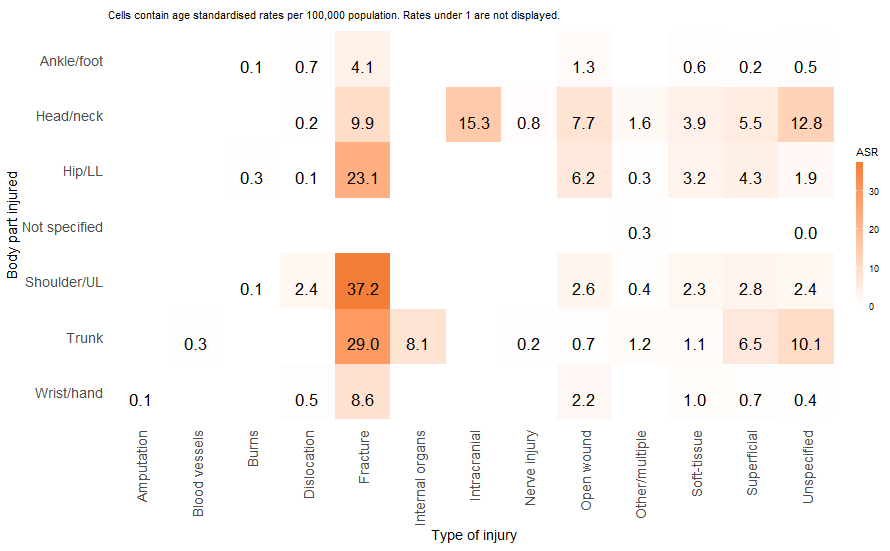 Cells contain age standardised rates per 100,000 population. Rates under 1 are not displayed.
Ankle/foot 0.1 0.7 4.1 1.3 0.6 0.2 0.5
Head/neck 0.2 9.9 15.3 0.8 7.7 1.6 3.9 5.5 12.8
Hip/LL 0.3 0.1 23.1 6.2 0.3 3.2 4.3 1.9
Not specified 0.3 0.0
Shoulder/UL 0.1 2.4 37.2 2.6 0.4 2.3 2.8 2.4
Trunk 0.3 29.0 8.1 0.2 0.7 1.2 1.1 6.5 10.1
Wrist/hand 0.1 0.5 8.6 2.2 1.0 0.7 0.4
Body part injured
Amputation
Blood vessels
Burns
Dislocation
Fracture
Internal organs
Intracranial
Nerve injury
Open wound
Other/multiple
Soft-tissue
Superficial
Unspecified
Type of injury
ASR
30
20
10
0